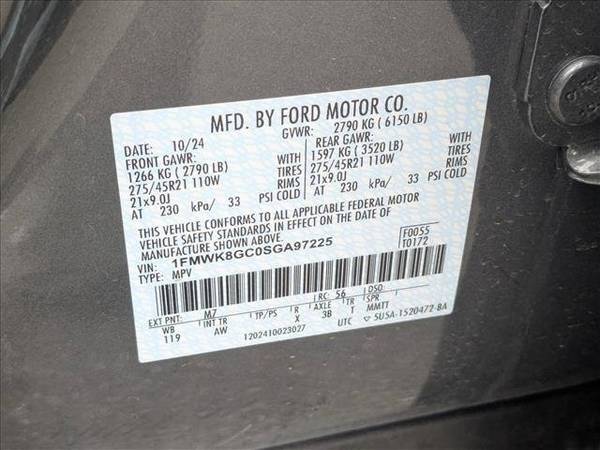 MFD. BY FORD MOTOR CO.
10/24 GVWR: 2790 KG ( 6150 LB)
FRONT GAWR: REAR GAWR:
1266 KG ( 2790 LB) WITH 1597 KG ( 3520 LB) WITH
275/45R21 110W TIRES 275/45R21 110W TIRES
21x9.0J RIMS 21x9.0J RIMS
AT 230 kPa/ 33 PSI COLD AT 230 kPa/ 33 PSI COLD
THIS VEHICLE CONFORMS TO ALL APPLICABLE FEDERAL MOTOR
VEHICLE SAFETY STANDARDS IN EFFECT ON THE DATE OF
MANUFACTURE SHOWN ABOVE. F0055
VIN: 1FMWK8GC0SGA97225 T0172
TYPE: MPV
EXT PNT: M7 RC: 56 DSO:
WB INT TR TP/PS R AXLE TR SPR
119 AW X 3B T MMTT
1202410023027 UTC ▽ 5U5A-1520472-BA